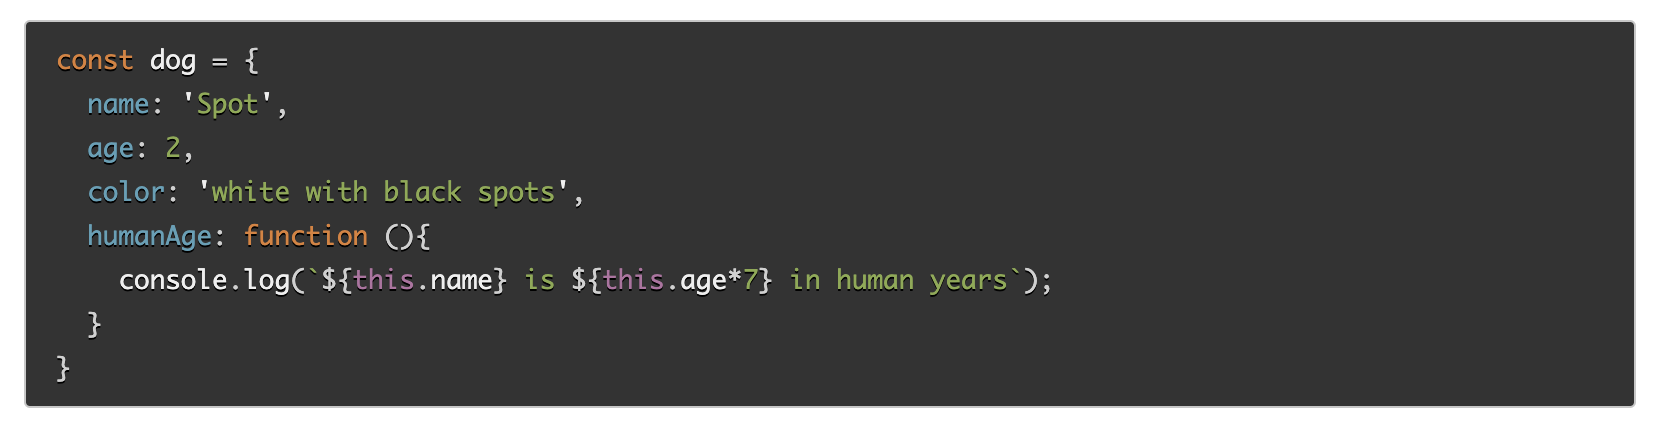 const dog = {
  name: 'Spot',
  age: 2,
  color: 'white with black spots',
  humanAge: function (){
    console.log(`${this.name} is ${this.age*7} in human years`);
  }
}